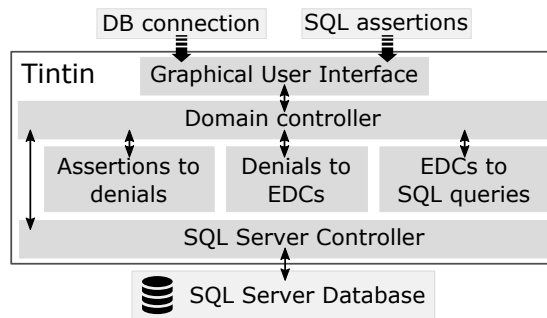 DB connection
SQL assertions
Tintin
Graphical User Interface
Domain controller
Assertions to
denials
Denials to
EDCs
EDCs to
SQL queries
SQL Server Controller
SQL Server Database